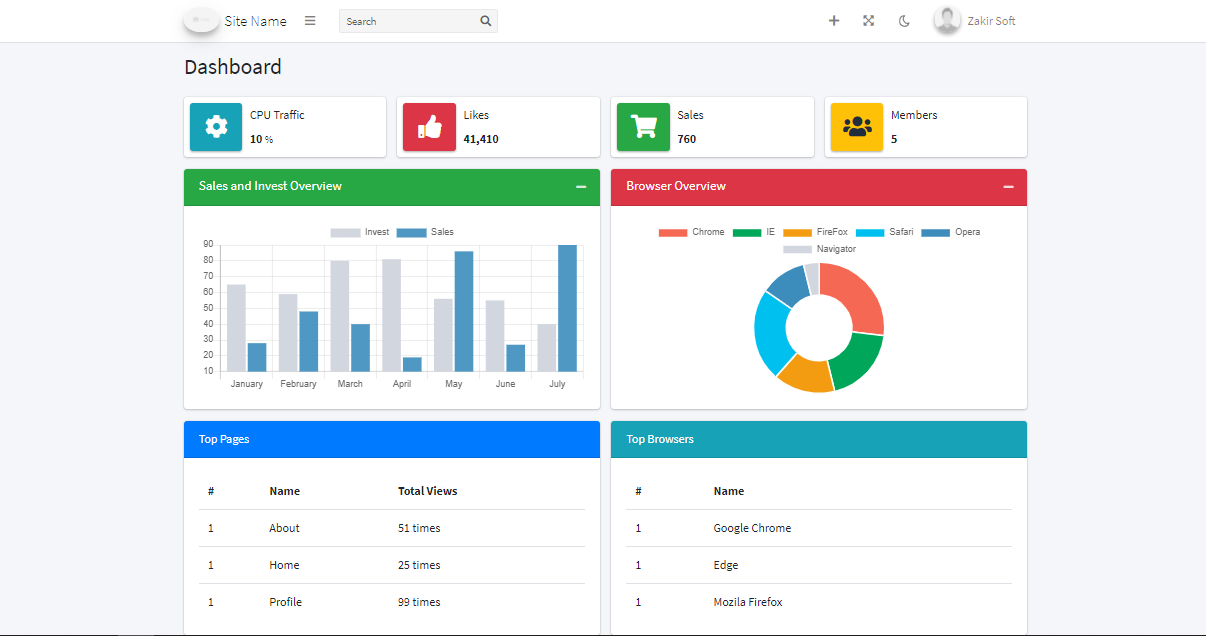 Site Name Search Zakir Soft
Dashboard
CPU Traffic
10 %
Likes
41,410
Sales
760
Members
5
Sales and Invest Overview
Invest Sales
90
80
70
60
50
40
30
20
10
January February March April May June July
Browser Overview
Chrome IE FireFox Safari Opera
Navigator
Top Pages
# Name Total Views
1 About 51 times
1 Home 25 times
1 Profile 99 times
Top Browsers
# Name
1 Google Chrome
1 Edge
1 Mozila Firefox